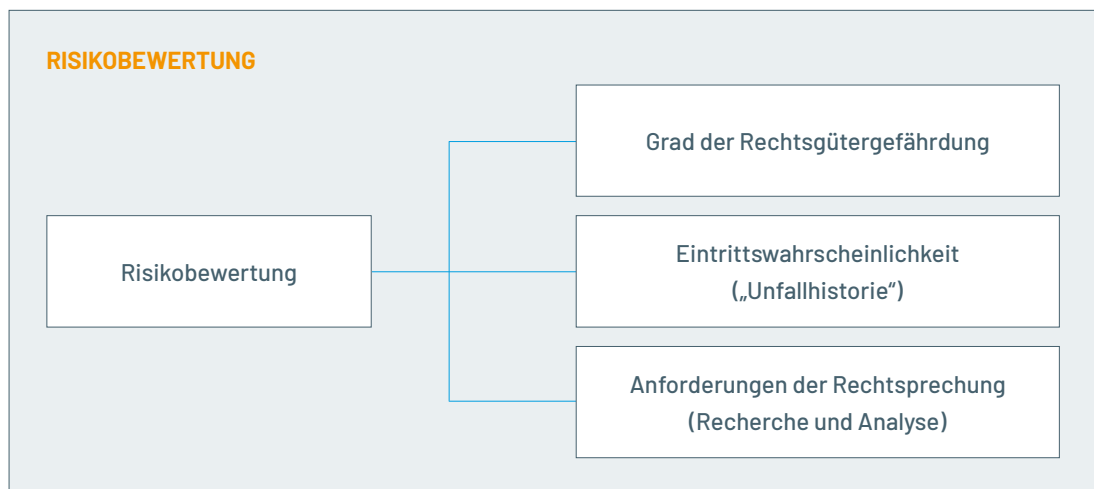 RISIKOBEWERTUNG
Risikobewertung
Grad der Rechtsgütergefährdung
Eintrittswahrscheinlichkeit
(„Unfallhistorie“)
Anforderungen der Rechtsprechung
(Recherche und Analyse)